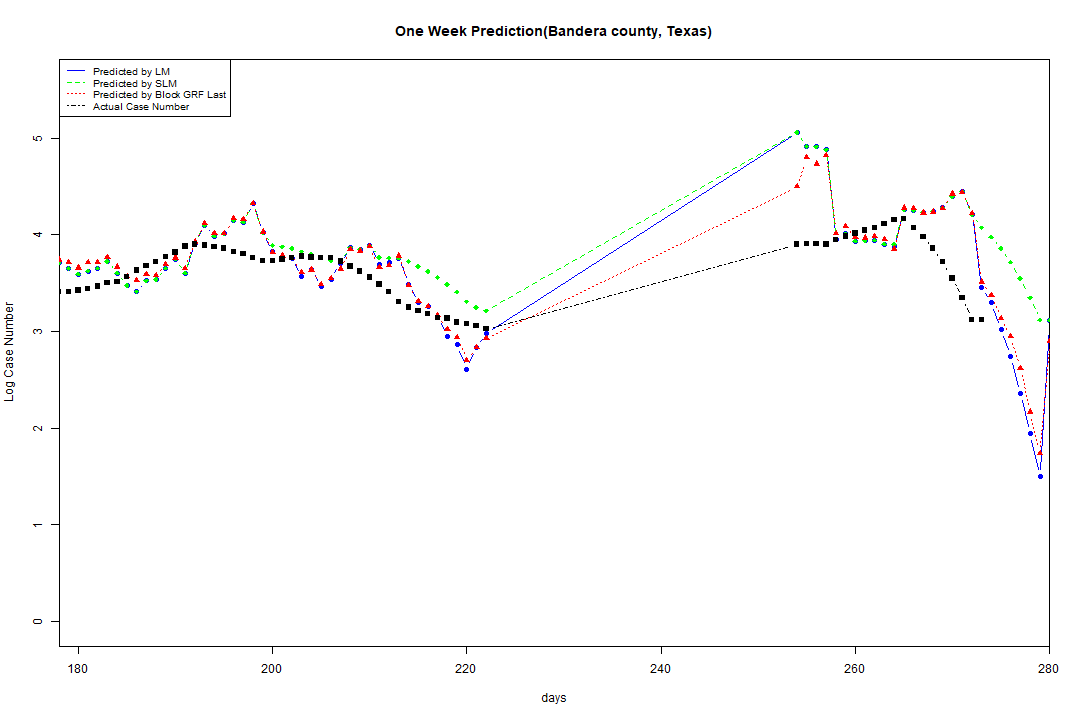 One Week Prediction(Bandera county, Texas)
Predicted by LM
Predicted by SLM
Predicted by Block GRF Last
Actual Case Number
5
4
3
2
1
0
Log Case Number
180 200 220 240 260 280
days